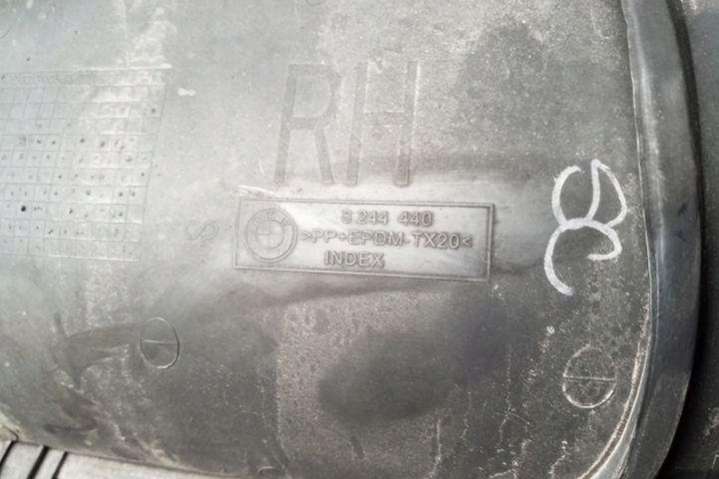 RH
8 244 440
>PP+EPDM-TX20<
INDEX